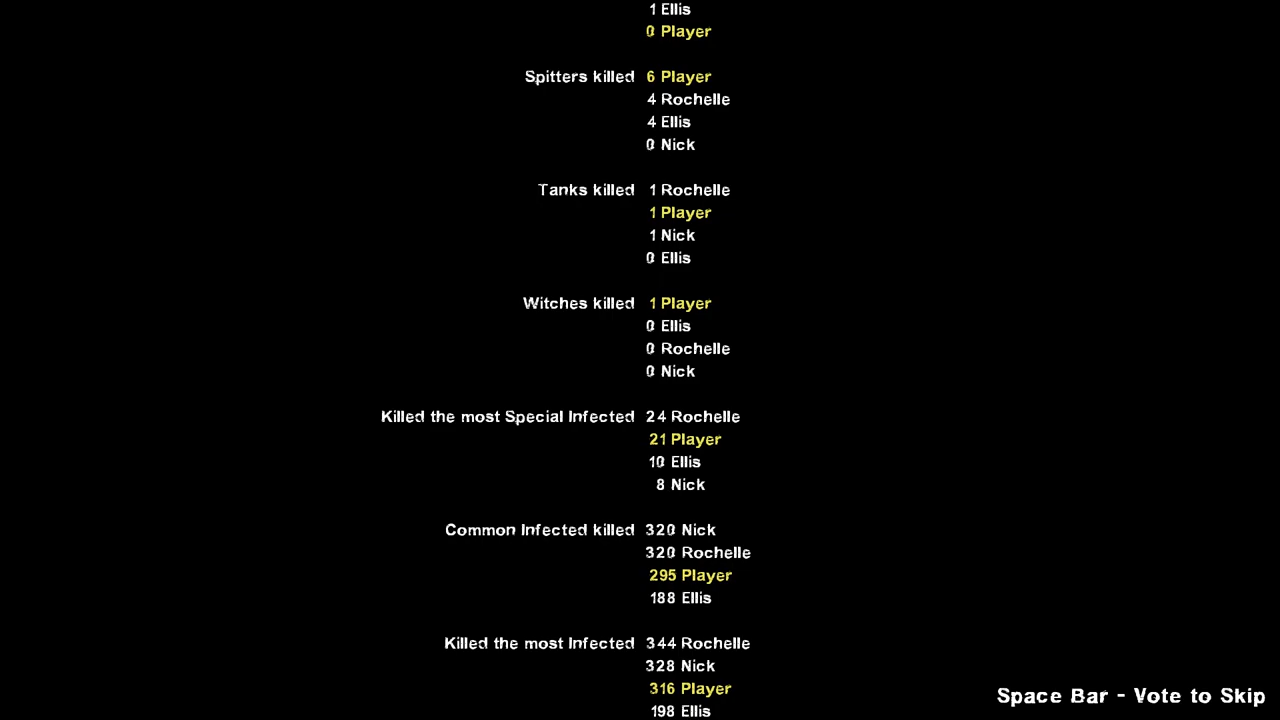 1 Ellis
0 Player
Spitters killed 6 Player
4 Rochelle
4 Ellis
0 Nick
Tanks killed 1 Rochelle
1 Player
1 Nick
0 Ellis
Witches killed 1 Player
0 Ellis
0 Rochelle
0 Nick
Killed the most Special Infected 24 Rochelle
21 Player
10 Ellis
8 Nick
Common Infected killed 320 Nick
320 Rochelle
295 Player
188 Ellis
Killed the most Infected 344 Rochelle
328 Nick
316 Player
198 Ellis
Space Bar - Vote to Skip